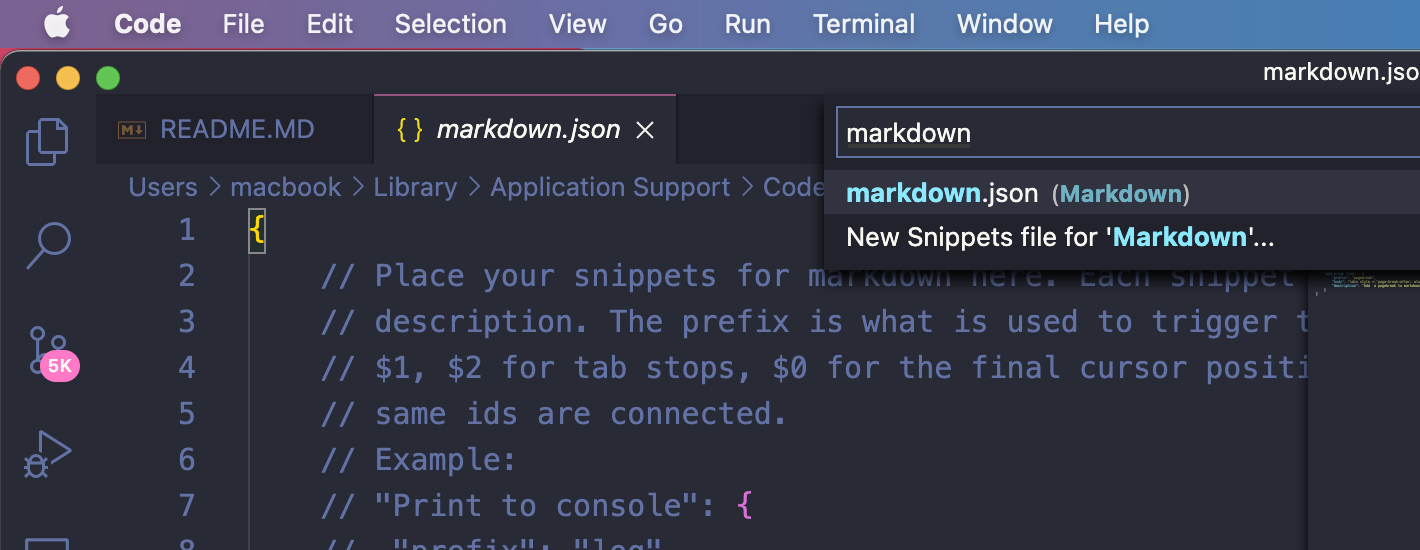 Code File Edit Selection View Go Run Terminal Window Help
markdown.jso
README.MD
{ } markdown.json
markdown
Users > macbook > Library > Application Support > Code
markdown.json (Markdown)
New Snippets file for 'Markdown'...
1 {
2 // Place your snippets for markdown here. Each snippet
3 // description. The prefix is what is used to trigger t
4 // $1, $2 for tab stops, $0 for the final cursor positi
5 // same ids are connected.
6 // Example:
7 // "Print to console": {
8 // "prefix": "log"
5K